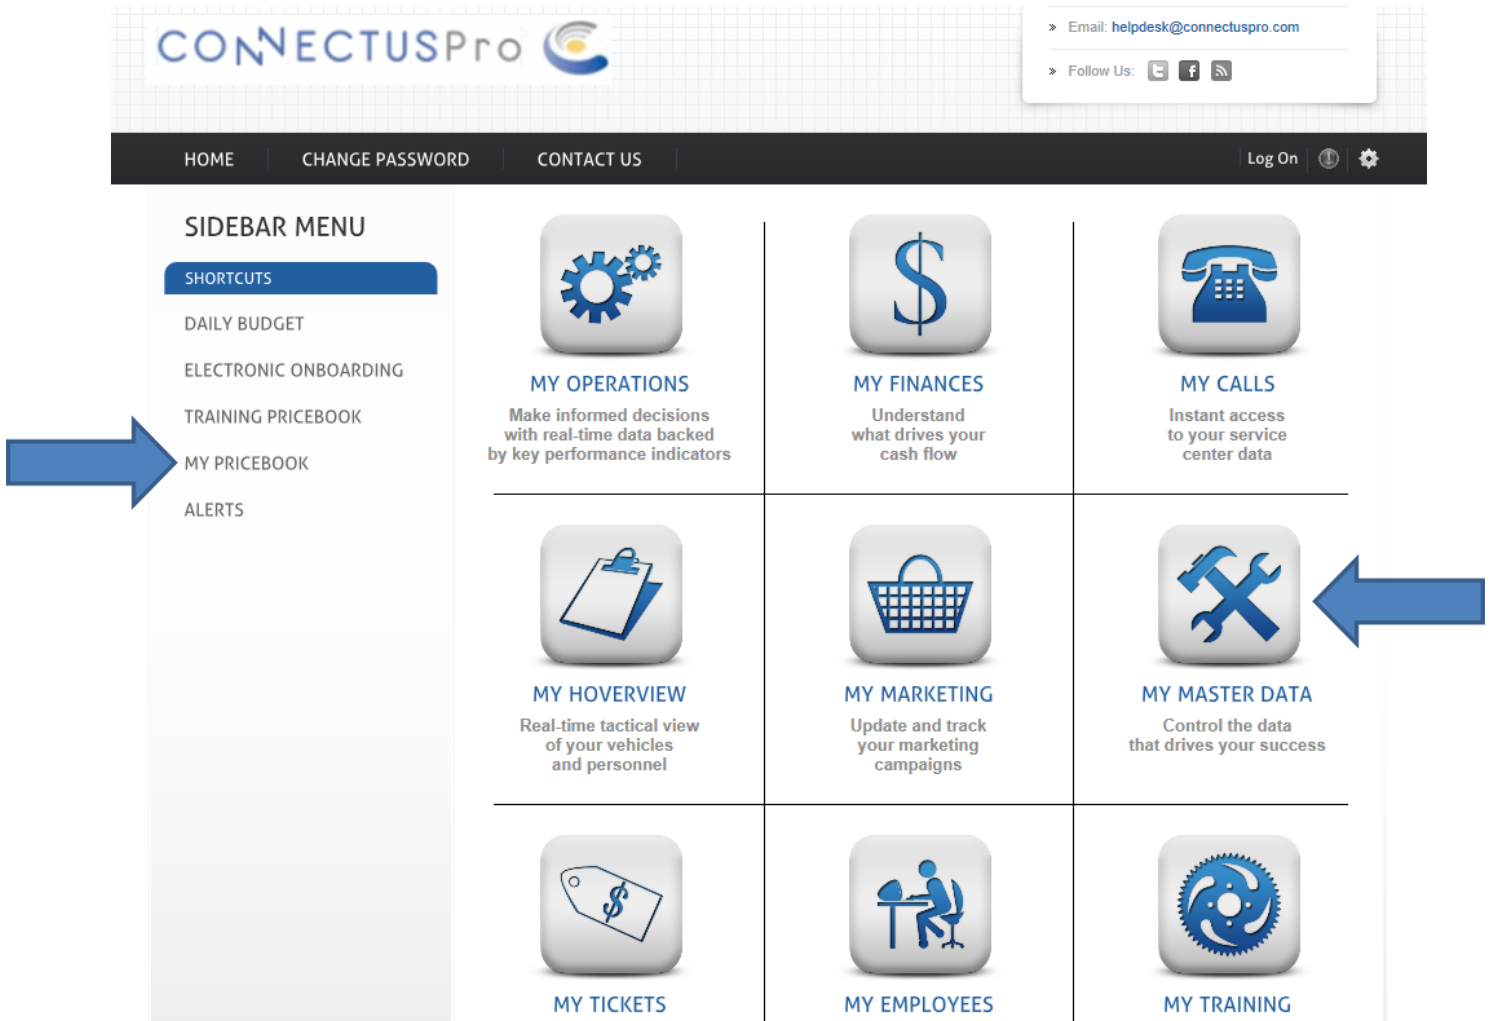 CONNECTUSPro
» Email: helpdesk@connectuspro.com
» Follow Us:
HOME
CHANGE PASSWORD
CONTACT US
Log On
SIDEBAR MENU
SHORTCUTS
DAILY BUDGET
ELECTRONIC ONBOARDING
TRAINING PRICEBOOK
MY PRICEBOOK
ALERTS
MY OPERATIONS
Make informed decisions
with real-time data backed
by key performance indicators
MY FINANCES
Understand
what drives your
cash flow
MY CALLS
Instant access
to your service
center data
MY HOVERVIEW
Real-time tactical view
of your vehicles
and personnel
MY MARKETING
Update and track
your marketing
campaigns
MY MASTER DATA
Control the data
that drives your success
MY TICKETS
MY EMPLOYEES
MY TRAINING